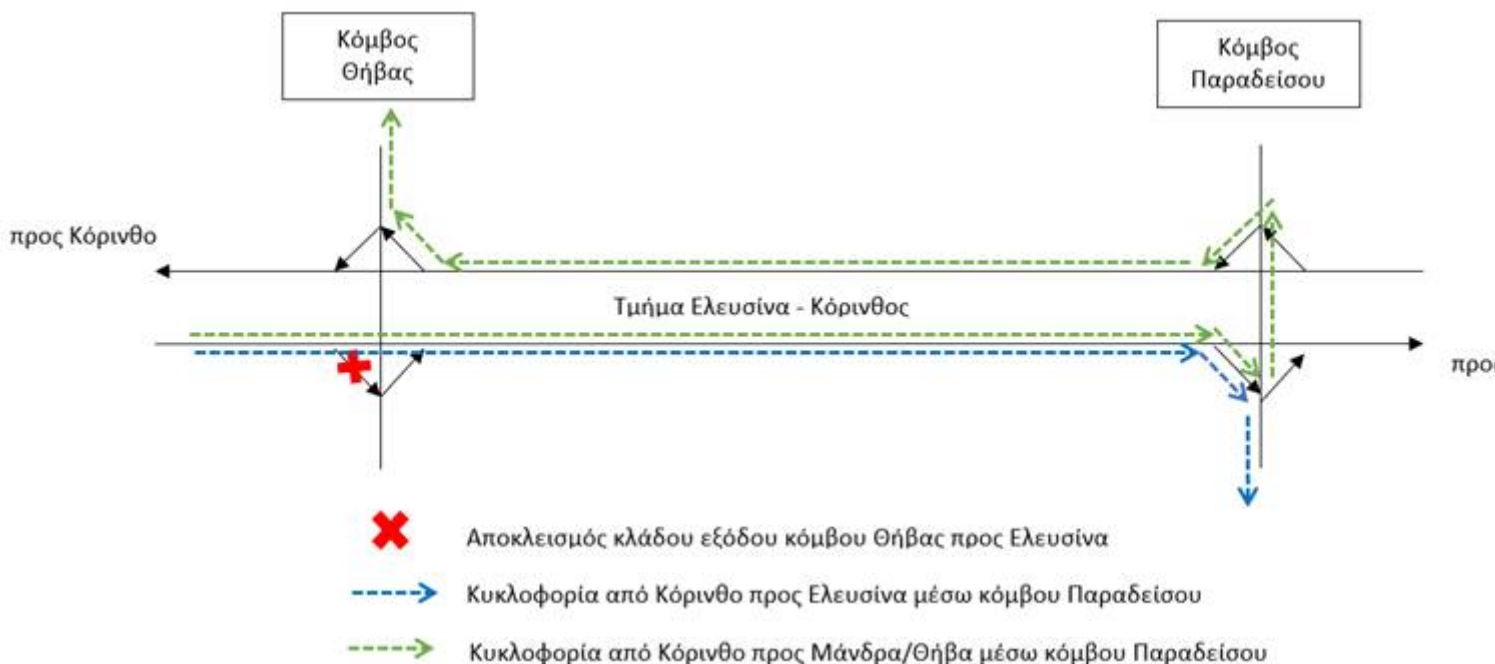 Κόμβος
Θήβας
Κόμβος
Παραδείσου
προς Κόρινθο
Τμήμα Ελευσίνα - Κόρινθος
προς
Αποκλεισμός κλάδου εξόδου κόμβου Θήβας προς Ελευσίνα
Κυκλοφορία από Κόρινθο προς Ελευσίνα μέσω κόμβου Παραδείσου
Κυκλοφορία από Κόρινθο προς Μάνδρα/Θήβα μέσω κόμβου Παραδείσου